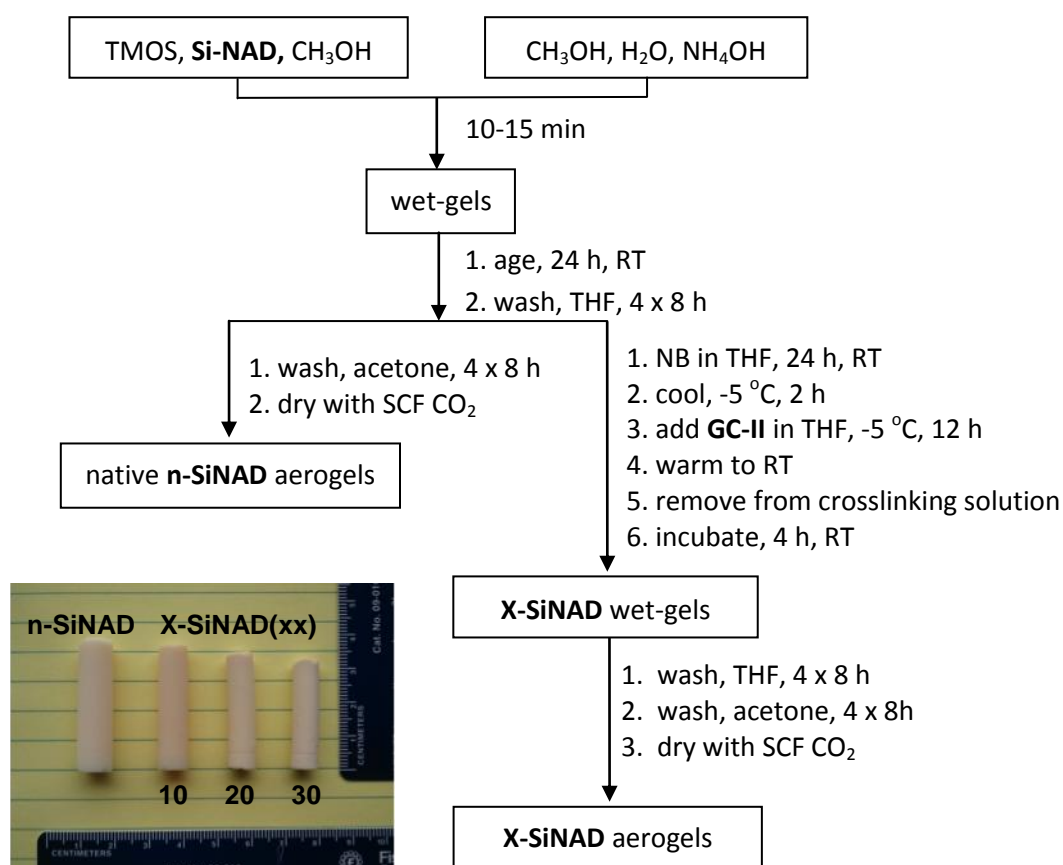 TMOS, Si-NAD, CH₃OH
CH₃OH, H₂O, NH₄OH
10-15 min
wet-gels
1. age, 24 h, RT
2. wash, THF, 4 x 8 h
1. wash, acetone, 4 x 8 h
2. dry with SCF CO₂
native n-SiNAD aerogels
1. NB in THF, 24 h, RT
2. cool, -5 °C, 2 h
3. add GC-II in THF, -5 °C, 12 h
4. warm to RT
5. remove from crosslinking solution
6. incubate, 4 h, RT
X-SiNAD wet-gels
1. wash, THF, 4 x 8 h
2. wash, acetone, 4 x 8h
3. dry with SCF CO₂
X-SiNAD aerogels
n-SiNAD X-SiNAD(xx)
10 20 30
CENTIMETERS
CENTIMETERS